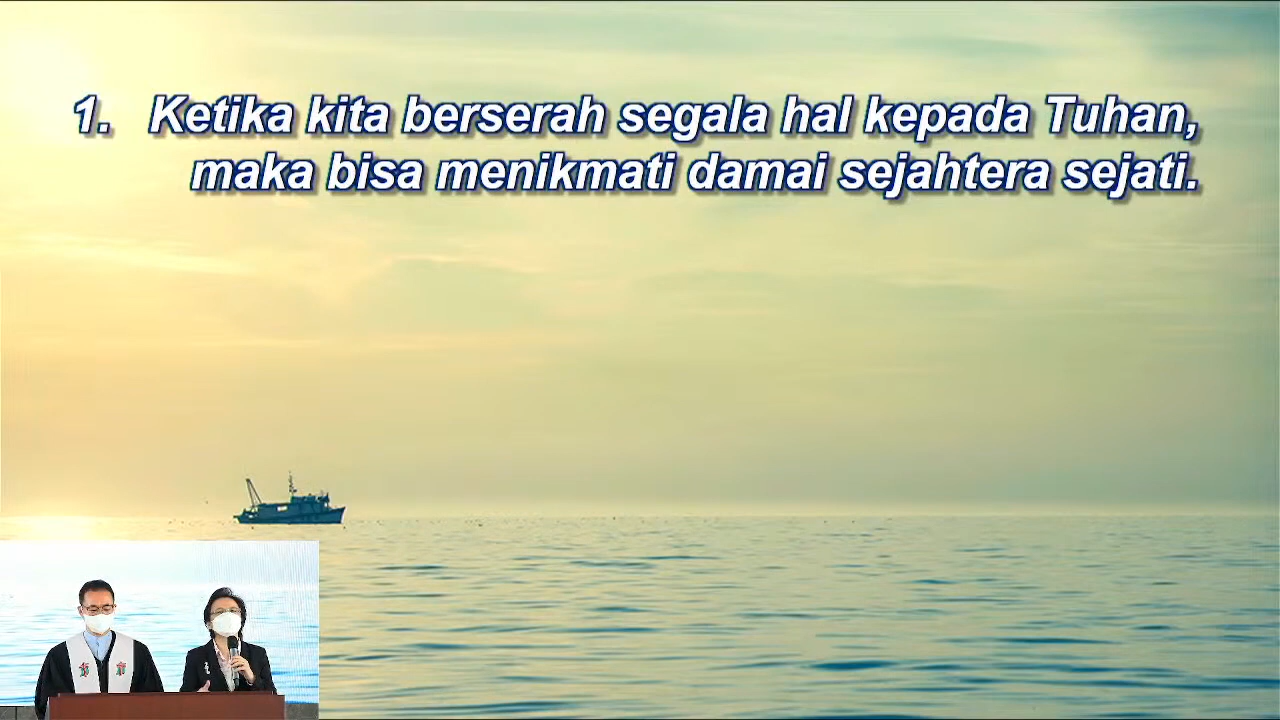 1. Ketika kita berserah segala hal kepada Tuhan,
maka bisa menikmati damai sejahtera sejati.